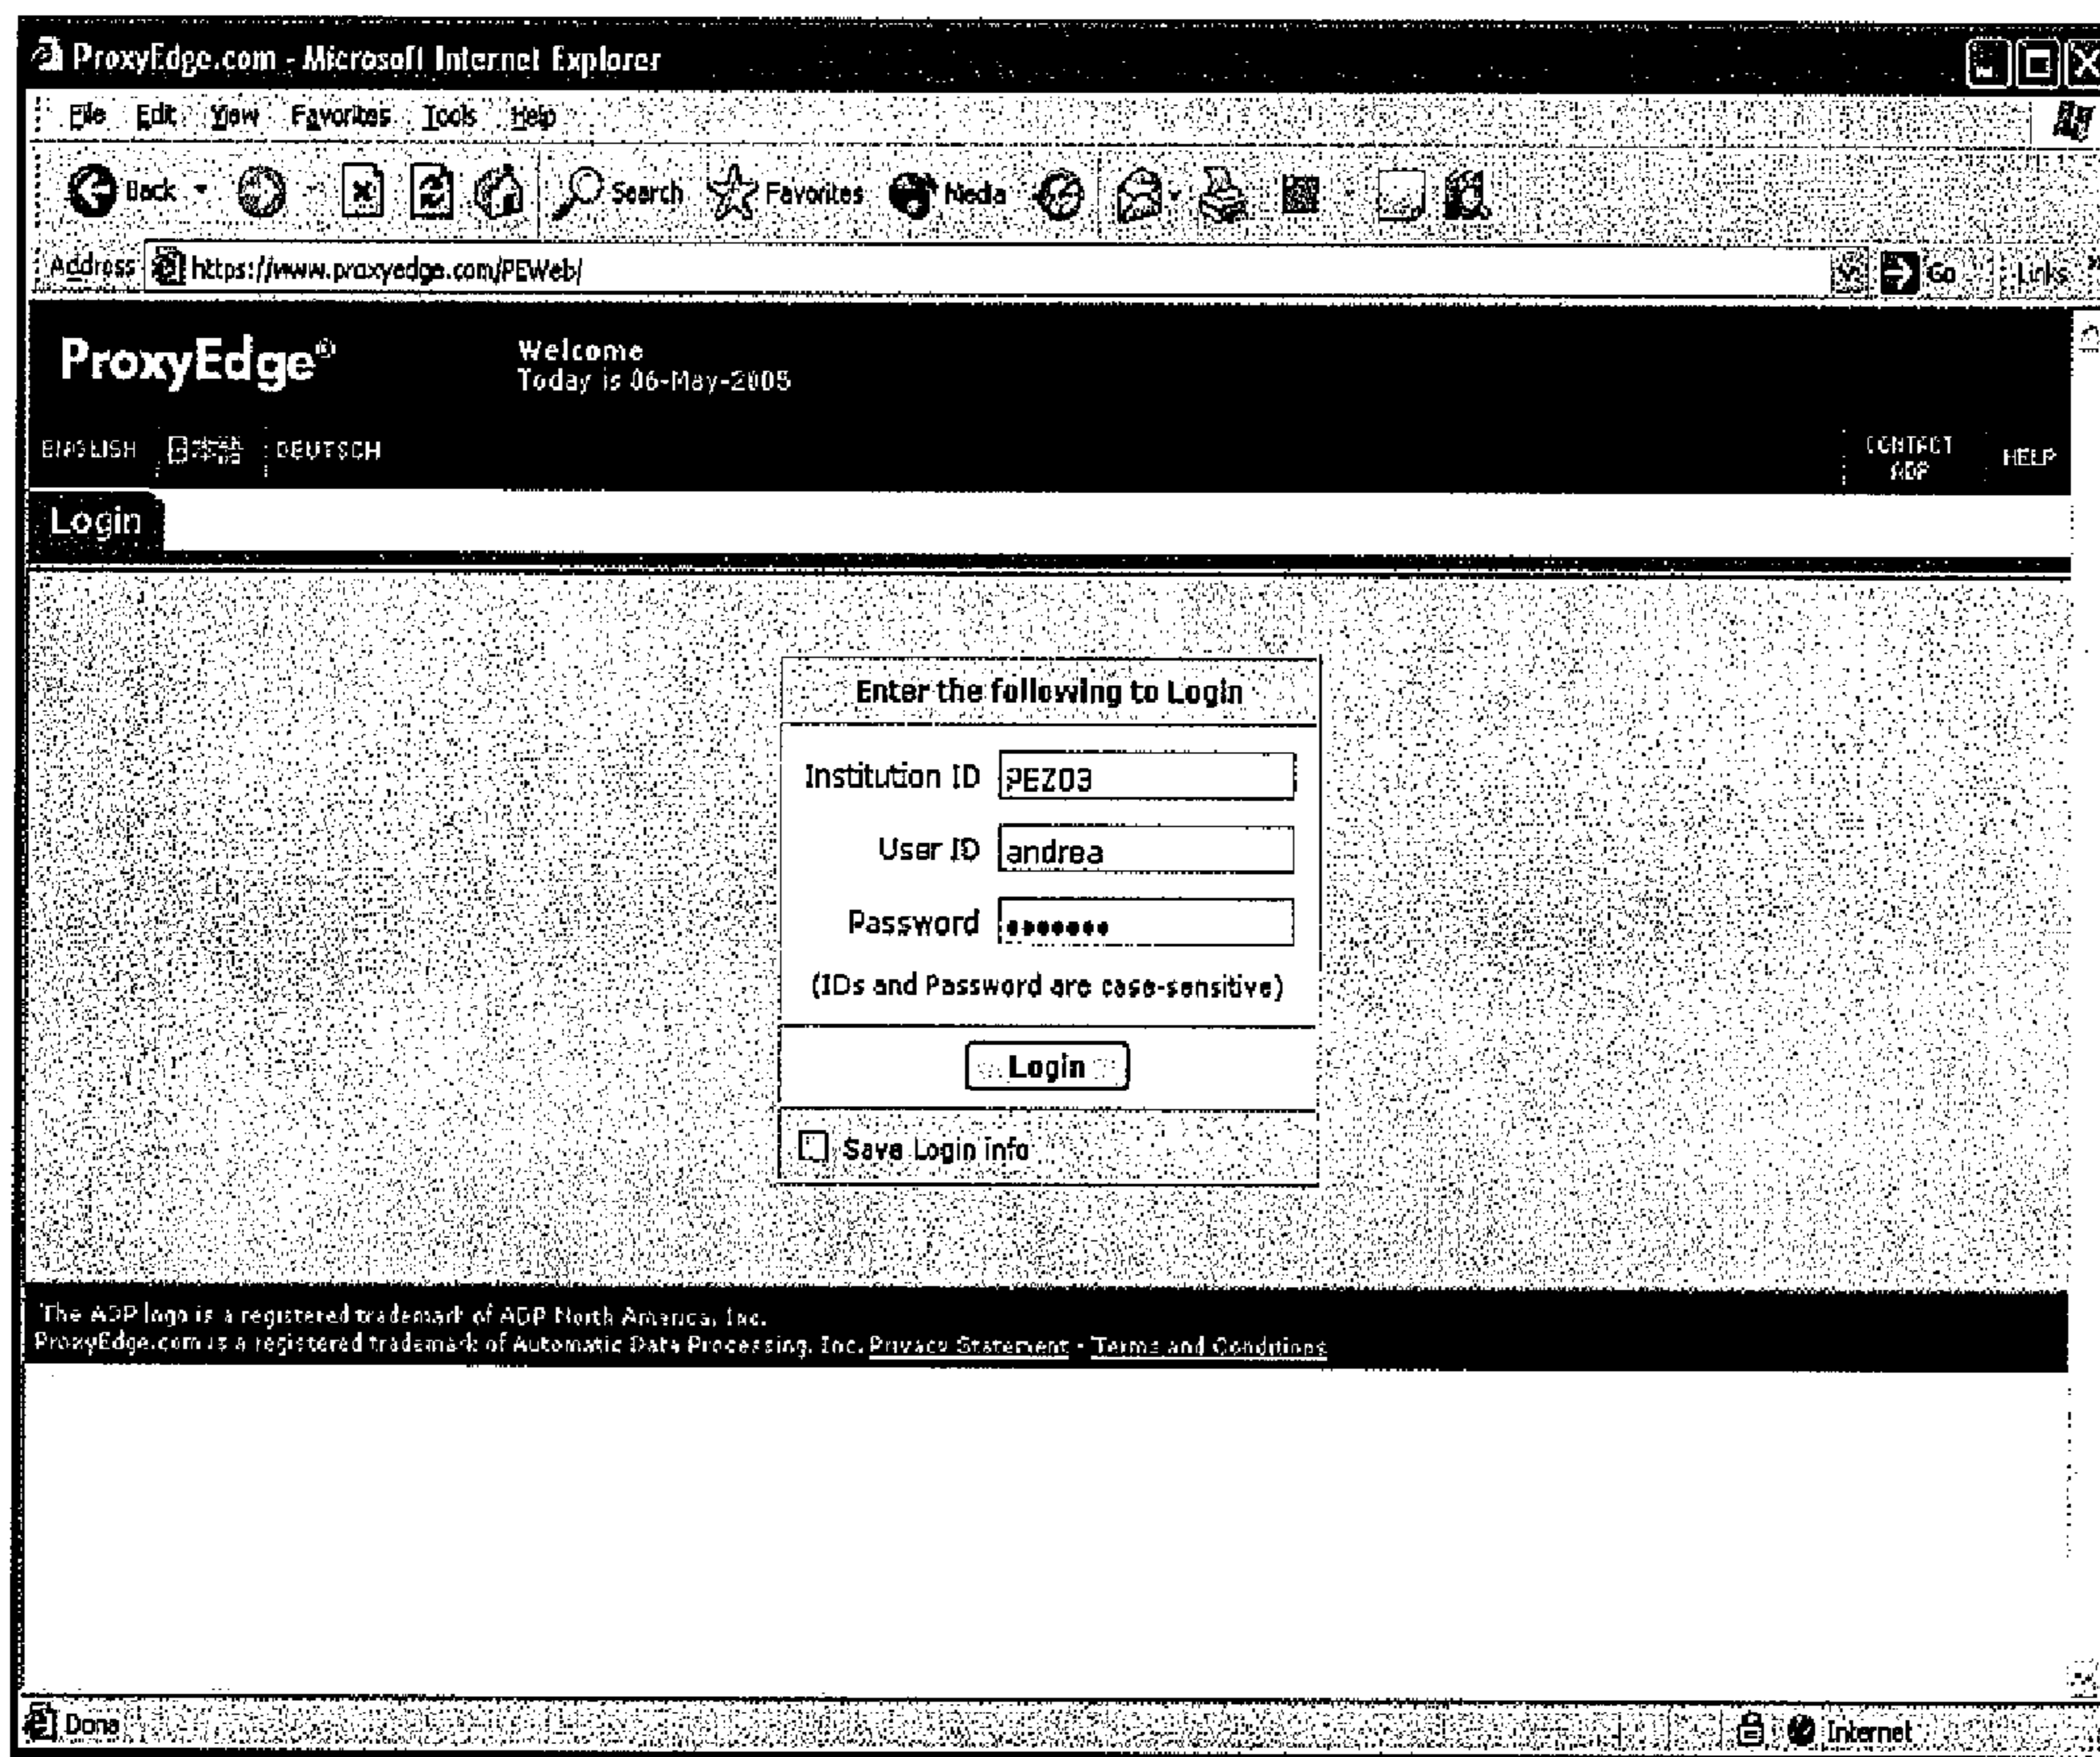 ProxyEdge.com - Microsoft Internet Explorer
File Edit View Favorites Tools Help
Back Search Favorites Media
Address https://www.proxyedge.com/PEWeb/ Go Links »
ProxyEdge®
Welcome
Today is 06-May-2005
ENGLISH 日本語 DEUTSCH
CONTACT ADP
HELP
Login
Enter the following to Login
Institution ID PEZ03
User ID andrea
Password •••••••
(IDs and Password are case-sensitive)
Login
Save Login info
The ADP logo is a registered trademark of ADP North America, Inc.
ProxyEdge.com is a registered trademark of Automatic Data Processing, Inc. Privacy Statement - Terms and Conditions
Done Internet